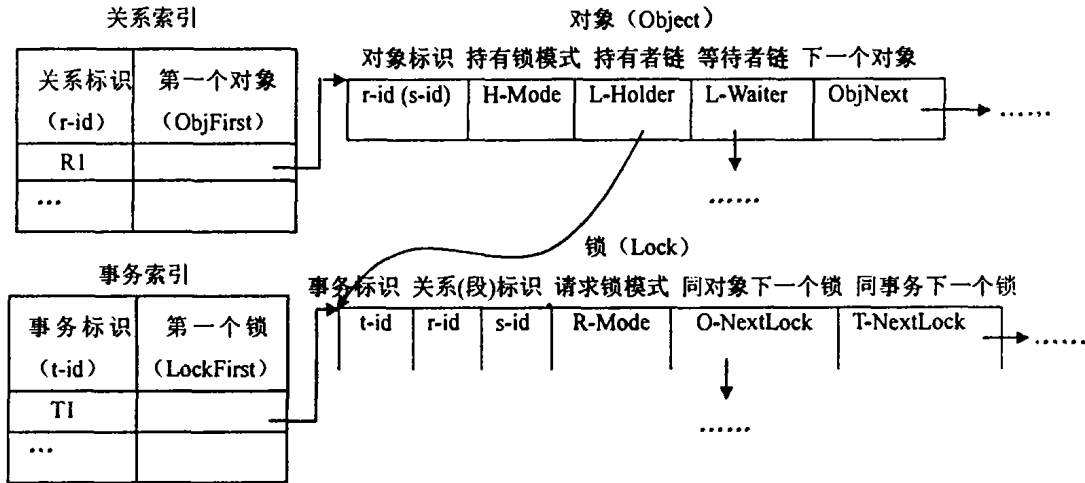 关系索引
对象（Object）
对象标识 持有锁模式 持有者链 等待者链 下一个对象
关系标识 第一个对象
（r-id） （ObjFirst）
r-id (s-id) H-Mode L-Holder L-Waiter ObjNext
……
R1
…
……
锁（Lock）
事务索引
事务标识 关系(段)标识 请求锁模式 同对象下一个锁 同事务下一个锁
事务标识 第一个锁
（t-id） （LockFirst）
t-id r-id s-id R-Mode O-NextLock T-NextLock
……
T1
…
……